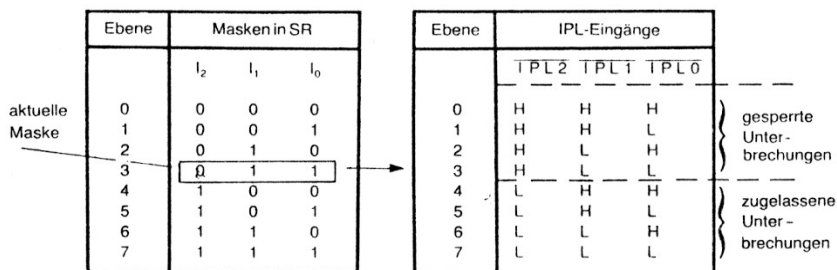 Ebene Masken in SR Ebene IPL-Eingänge
I2 I1 I0 IPL2 IPL1 IPL0
aktuelle Maske
0 0 0 0 0 H H H
1 0 0 1 1 H H L
2 0 1 0 2 H L H
3 0 1 1 3 H L L
gesperrte Unter-brechungen
4 1 0 0 4 L H H
5 1 0 1 5 L H L
6 1 1 0 6 L L H
7 1 1 1 7 L L L
zugelassene Unter-brechungen